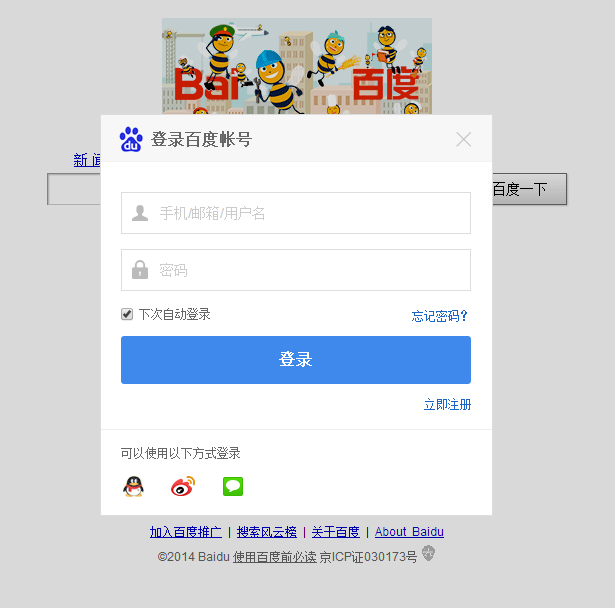 Bai 百度
登录百度帐号
新 闻
百度一下
手机/邮箱/用户名
密码
下次自动登录 忘记密码?
登录
立即注册
可以使用以下方式登录
加入百度推广 | 搜索风云榜 | 关于百度 | About Baidu
©2014 Baidu 使用百度前必读 京ICP证030173号